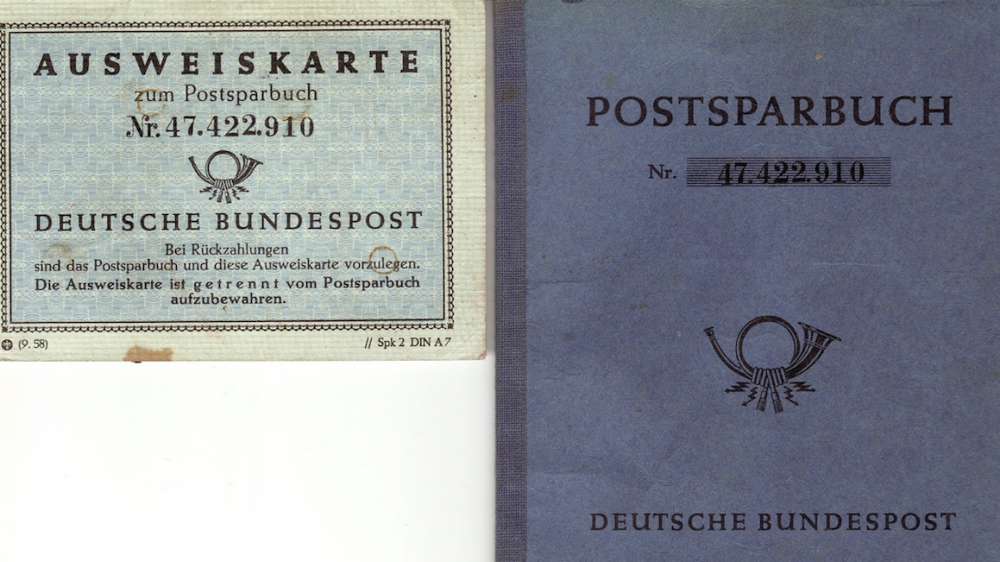 AUSWEISKARTE
zum Postsparbuch
Nr. 47.422.910
DEUTSCHE BUNDESPOST
Bei Rückzahlungen
sind das Postsparbuch und diese Ausweiskarte vorzulegen.
Die Ausweiskarte ist getrennt vom Postsparbuch
aufzubewahren.
(9. 58)
// Spk 2 DIN A 7
POSTSPARBUCH
Nr. 47.422.910
DEUTSCHE BUNDESPOST